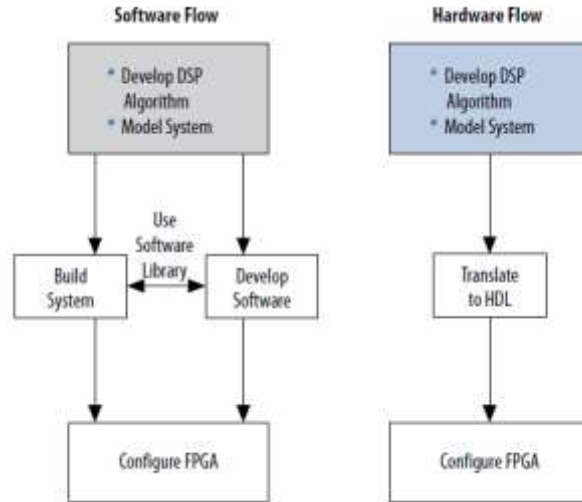 Software Flow
* Develop DSP
Algorithm
* Model System
Use
Software
Library
Build
System
Develop
Software
Configure FPGA
Hardware Flow
* Develop DSP
Algorithm
* Model System
Translate
to HDL
Configure FPGA